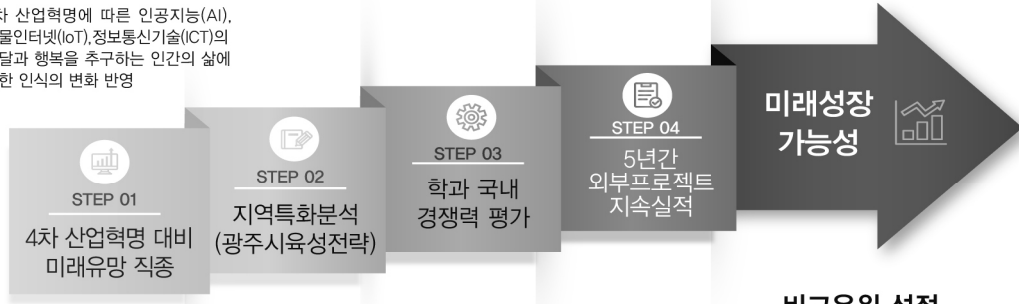 산업혁명에 따른 인공지능(AI),
물인터넷(IoT),정보통신기술(ICT)의
달과 행복을 추구하는 인간의 삶에
한 인식의 변화 반영
STEP 01
4차 산업혁명 대비
미래유망 직종
STEP 02
지역특화분석
(광주시육성전략)
STEP 03
학과 국내
경쟁력 평가
STEP 04
5년간
외부프로젝트
지속실적
미래성장
가능성